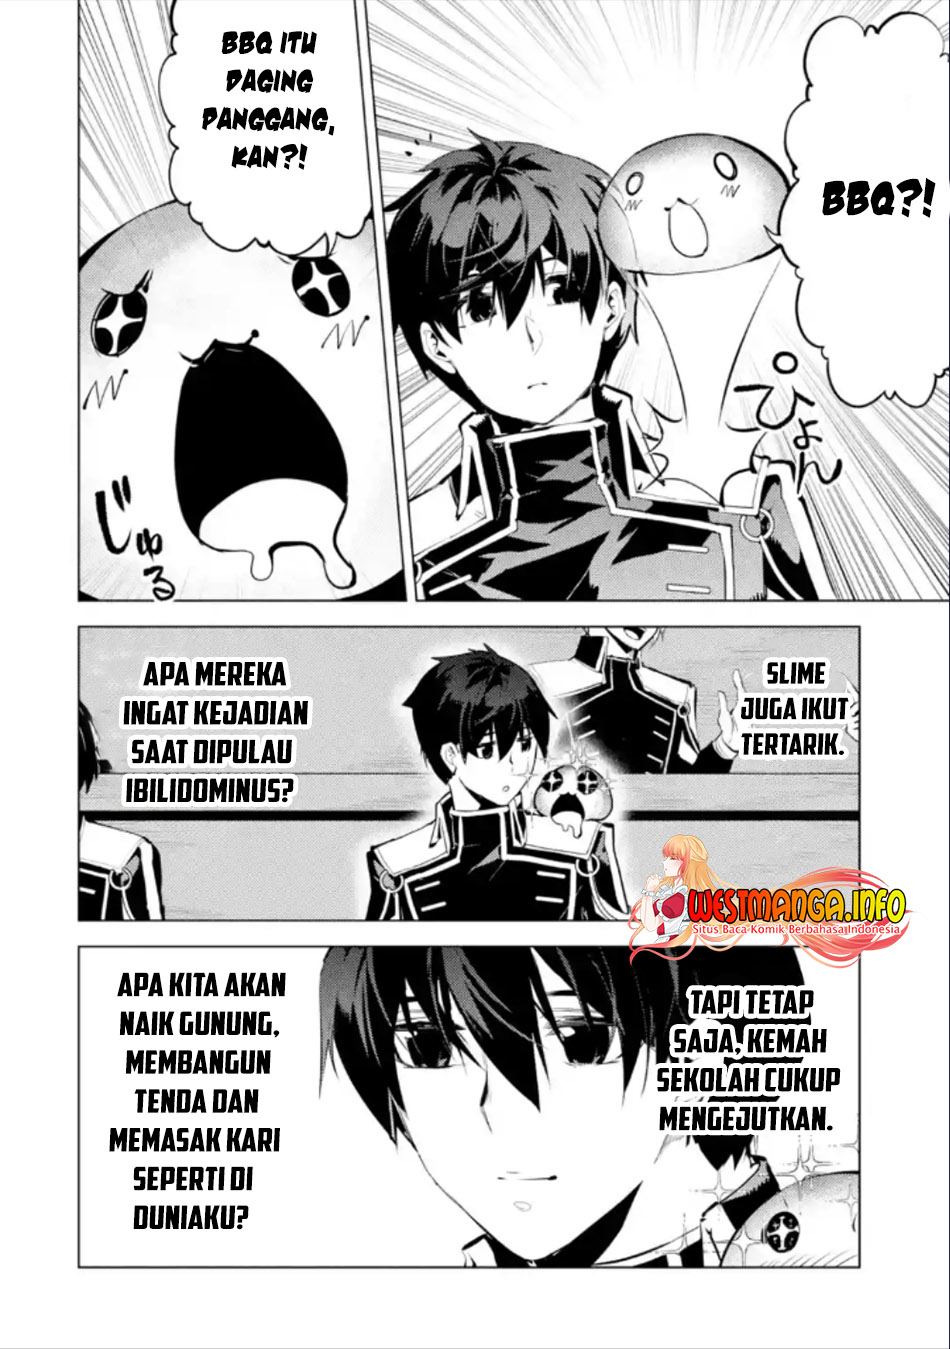 BBQ?!
ぴょん
BBQ ITU
DAGING
PANGGANG,
KAN?!
じゅる
SLIME
JUGA IKUT
TERTARIK.
APA MEREKA
INGAT KEJADIAN
SAAT DIPULAU
IBILIDOMINUS?
WESTMANGA.INFO
Situs Baca Komik Berbahasa Indonesia
TAPI TETAP
SAJA, KEMAH
SEKOLAH CUKUP
MENGEJUTKAN.
APA KITA AKAN
NAIK GUNUNG,
MEMBANGUN
TENDA DAN
MEMASAK KARI
SEPERTI DI
DUNIAKU?